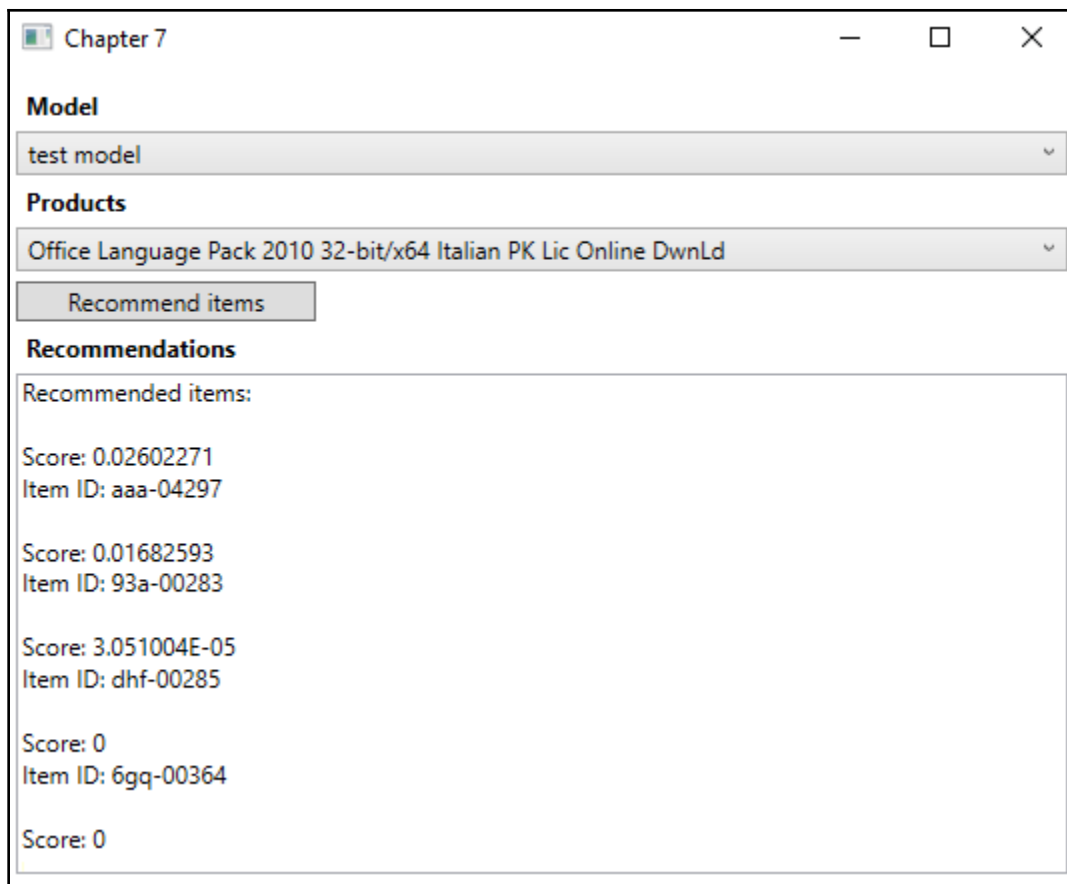 Chapter 7
Model
test model
Products
Office Language Pack 2010 32-bit/x64 Italian PK Lic Online DwnLd
Recommend items
Recommendations
Recommended items:
Score: 0.02602271
Item ID: aaa-04297
Score: 0.01682593
Item ID: 93a-00283
Score: 3.051004E-05
Item ID: dhf-00285
Score: 0
Item ID: 6gq-00364
Score: 0